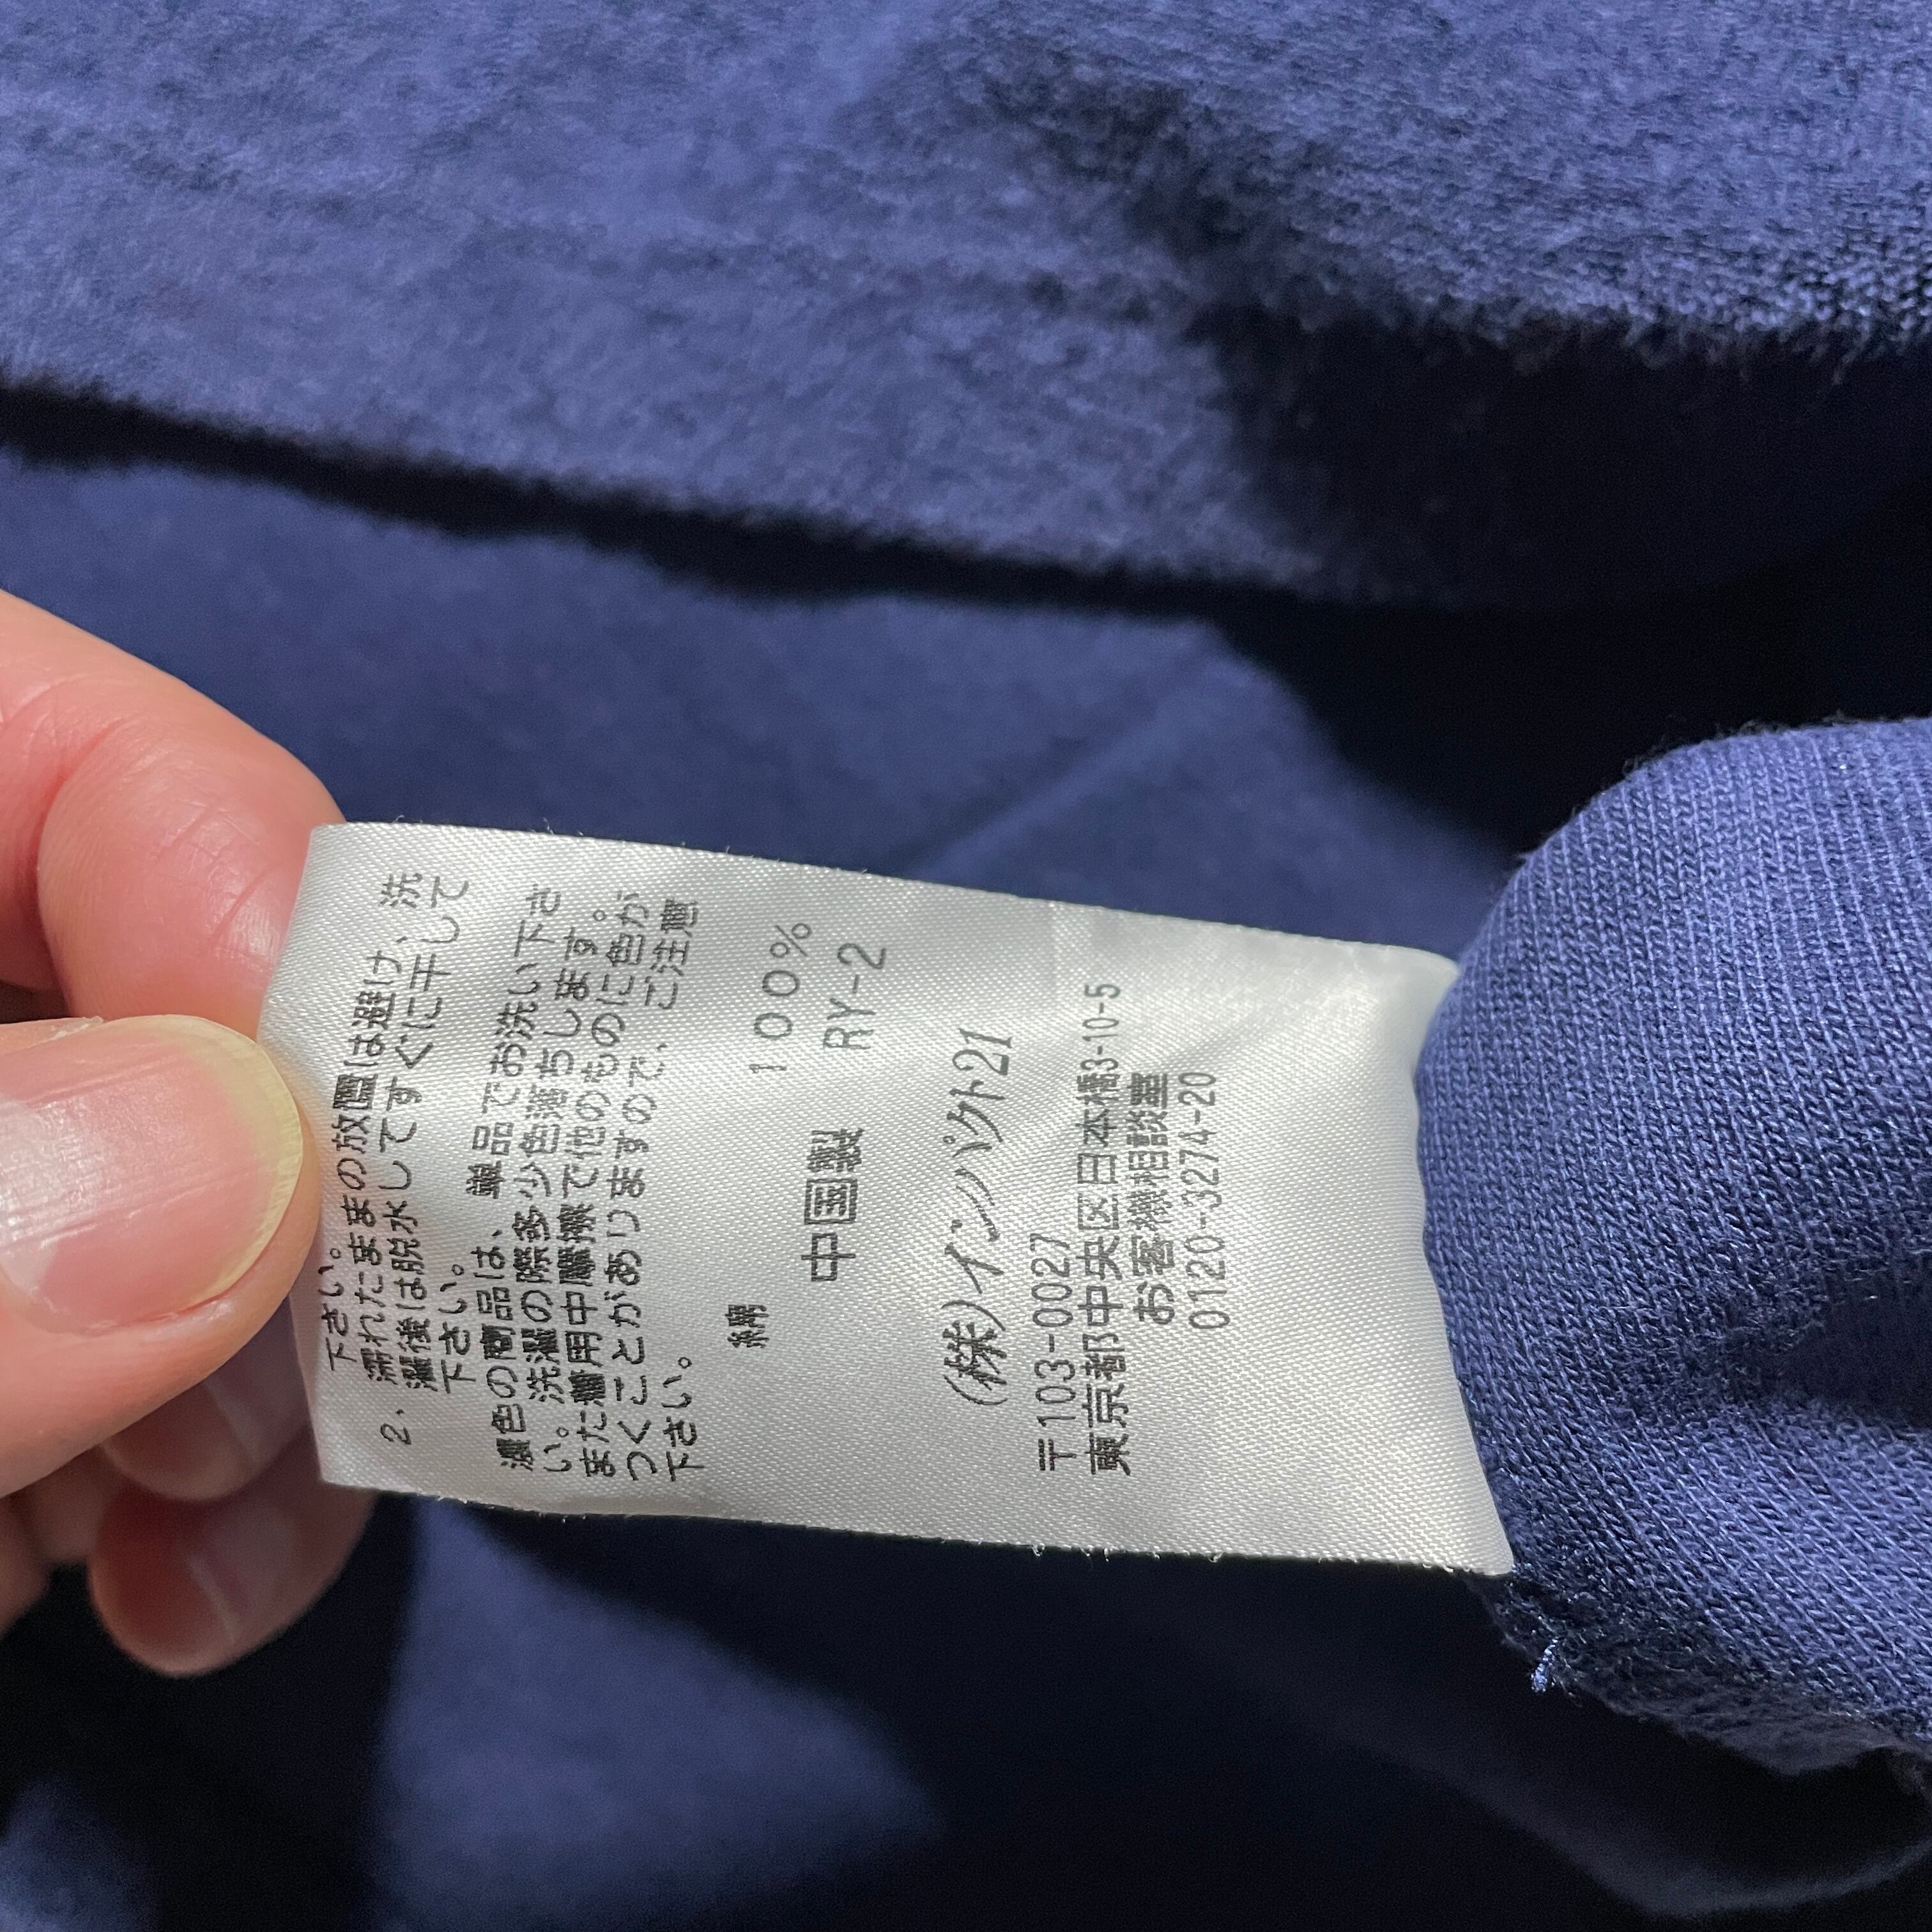 下さい。
2. 濡れたままの放置は避け、洗
濯後は脱水してすぐに干して
下さい。
濃色の商品は、単品でお洗い下さ
い。洗濯の際多少色落ちします。
また着用中摩擦で他のものに色が
つくことがありますので、ご注意
下さい。
綿 100%
中国製 RY-2
(株)インパクト21
〒103-0027
東京都中央区日本橋3-10-5
お客様相談室
0120-3274-20